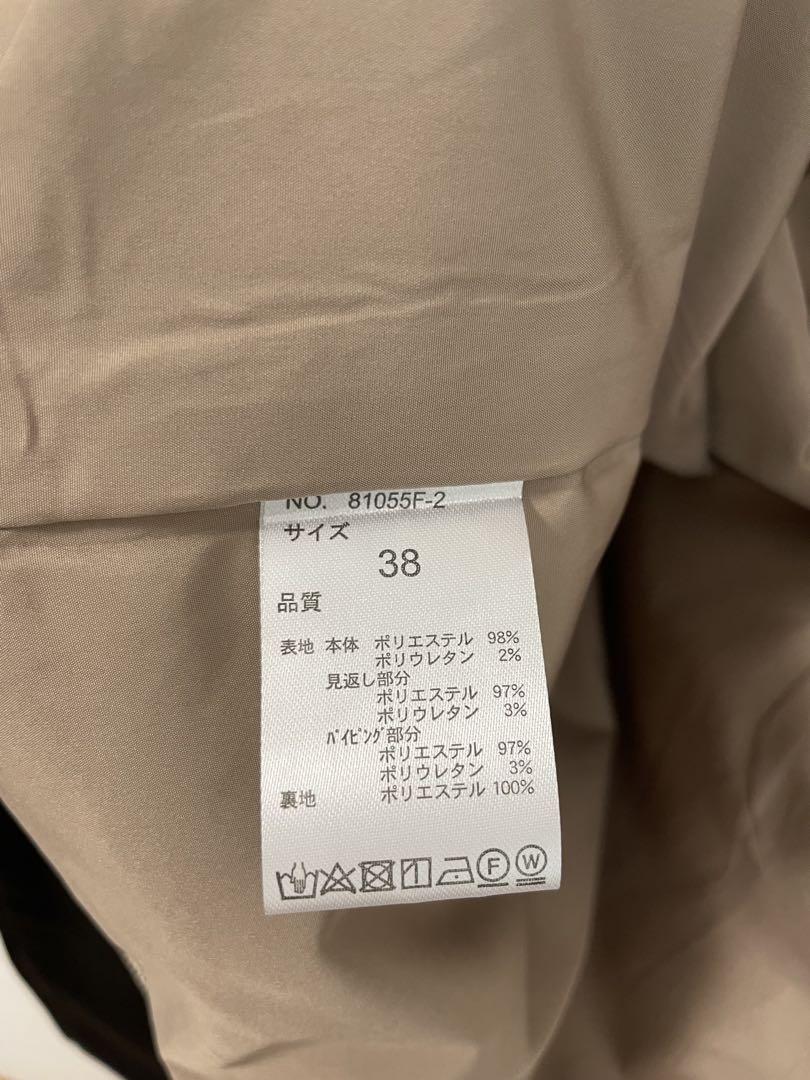 NO. 81055F-2
サイズ
38
品質
表地 本体 ポリエステル 98%
ポリウレタン 2%
見返し部分
ポリエステル 97%
ポリウレタン 3%
ﾊﾟｲﾋﾟﾝｸﾞ部分
ポリエステル 97%
ポリウレタン 3%
裏地 ポリエステル 100%
F W